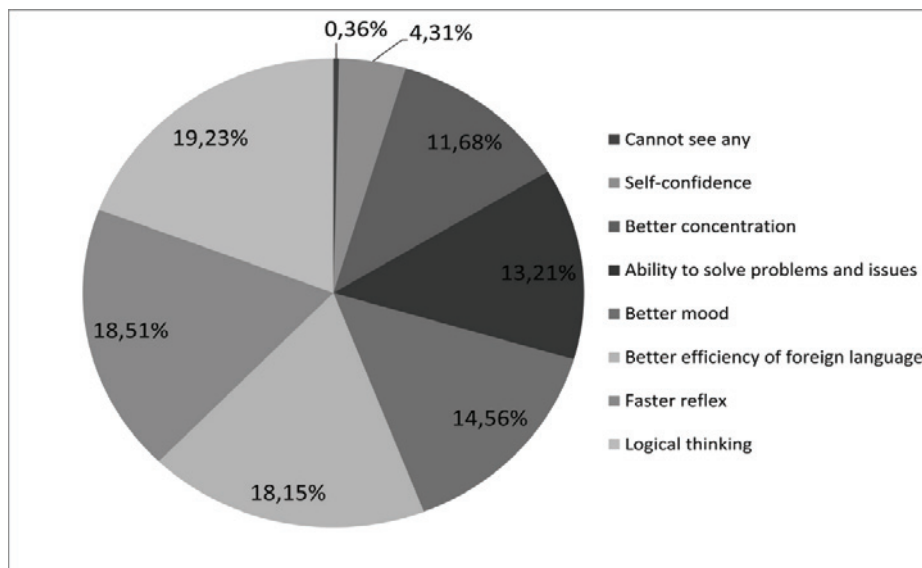 0,36%
4,31%
11,68%
13,21%
14,56%
18,15%
18,51%
19,23%
Cannot see any
Self-confidence
Better concentration
Ability to solve problems and issues
Better mood
Better efficiency of foreign language
Faster reflex
Logical thinking